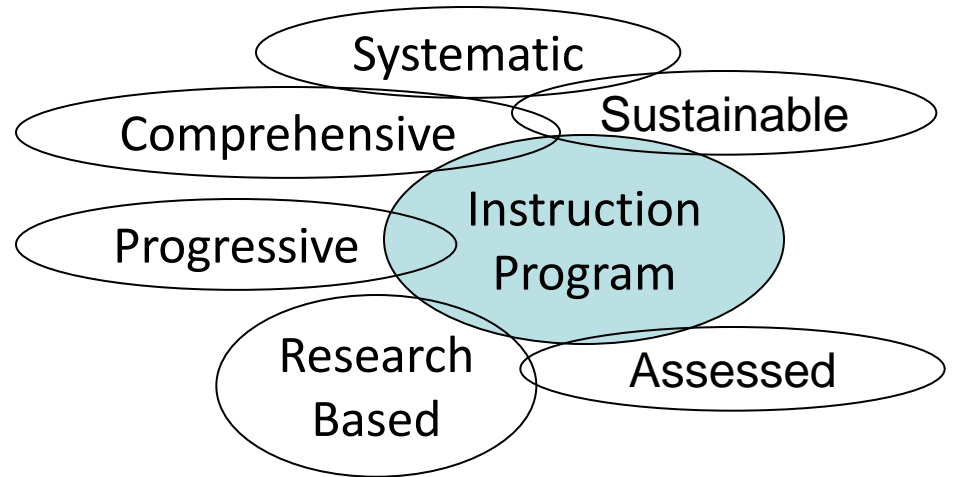 Systematic
Sustainable
Comprehensive
Instruction
Program
Progressive
Research
Based
Assessed